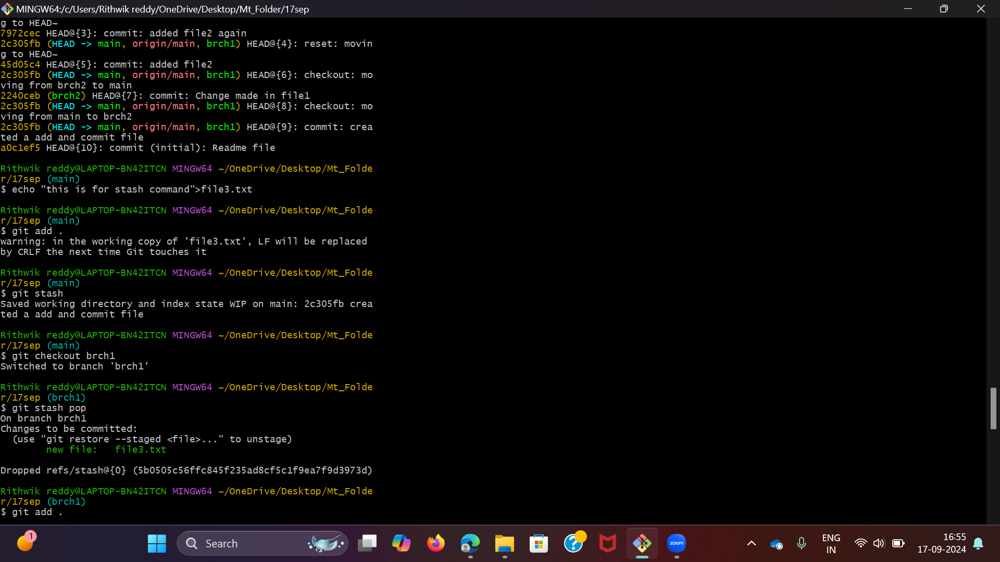 MINGW64:/c/Users/Rithwik reddy/OneDrive/Desktop/Mt_Folder/17sep
g to HEAD~
7972cec HEAD@{3}: commit: added file2 again
2c305fb (HEAD -> main, origin/main, brch1) HEAD@{4}: reset: movin
g to HEAD~
45d05c4 HEAD@{5}: commit: added file2
2c305fb (HEAD -> main, origin/main, brch1) HEAD@{6}: checkout: mo
ving from brch2 to main
2240ceb (brch2) HEAD@{7}: commit: Change made in file1
2c305fb (HEAD -> main, origin/main, brch1) HEAD@{8}: checkout: mo
ving from main to brch2
2c305fb (HEAD -> main, origin/main, brch1) HEAD@{9}: commit: crea
ted a add and commit file
a0c1ef5 HEAD@{10}: commit (initial): Readme file
Rithwik reddy@LAPTOP-BN42ITCN MINGW64 ~/OneDrive/Desktop/Mt_Folde
r/17sep (main)
$ echo "this is for stash command">file3.txt
Rithwik reddy@LAPTOP-BN42ITCN MINGW64 ~/OneDrive/Desktop/Mt_Folde
r/17sep (main)
$ git add .
warning: in the working copy of 'file3.txt', LF will be replaced
by CRLF the next time Git touches it
Rithwik reddy@LAPTOP-BN42ITCN MINGW64 ~/OneDrive/Desktop/Mt_Folde
r/17sep (main)
$ git stash
Saved working directory and index state WIP on main: 2c305fb crea
ted a add and commit file
Rithwik reddy@LAPTOP-BN42ITCN MINGW64 ~/OneDrive/Desktop/Mt_Folde
r/17sep (main)
$ git checkout brch1
Switched to branch 'brch1'
Rithwik reddy@LAPTOP-BN42ITCN MINGW64 ~/OneDrive/Desktop/Mt_Folde
r/17sep (brch1)
$ git stash pop
On branch brch1
Changes to be committed:
  (use "git restore --staged <file>..." to unstage)
        new file:   file3.txt
Dropped refs/stash@{0} (5b0505c56ffc845f235ad8cf5c1f9ea7f9d3973d)
Rithwik reddy@LAPTOP-BN42ITCN MINGW64 ~/OneDrive/Desktop/Mt_Folde
r/17sep (brch1)
$ git add .
1
Search
zoom
ENG
IN
16:55
17-09-2024